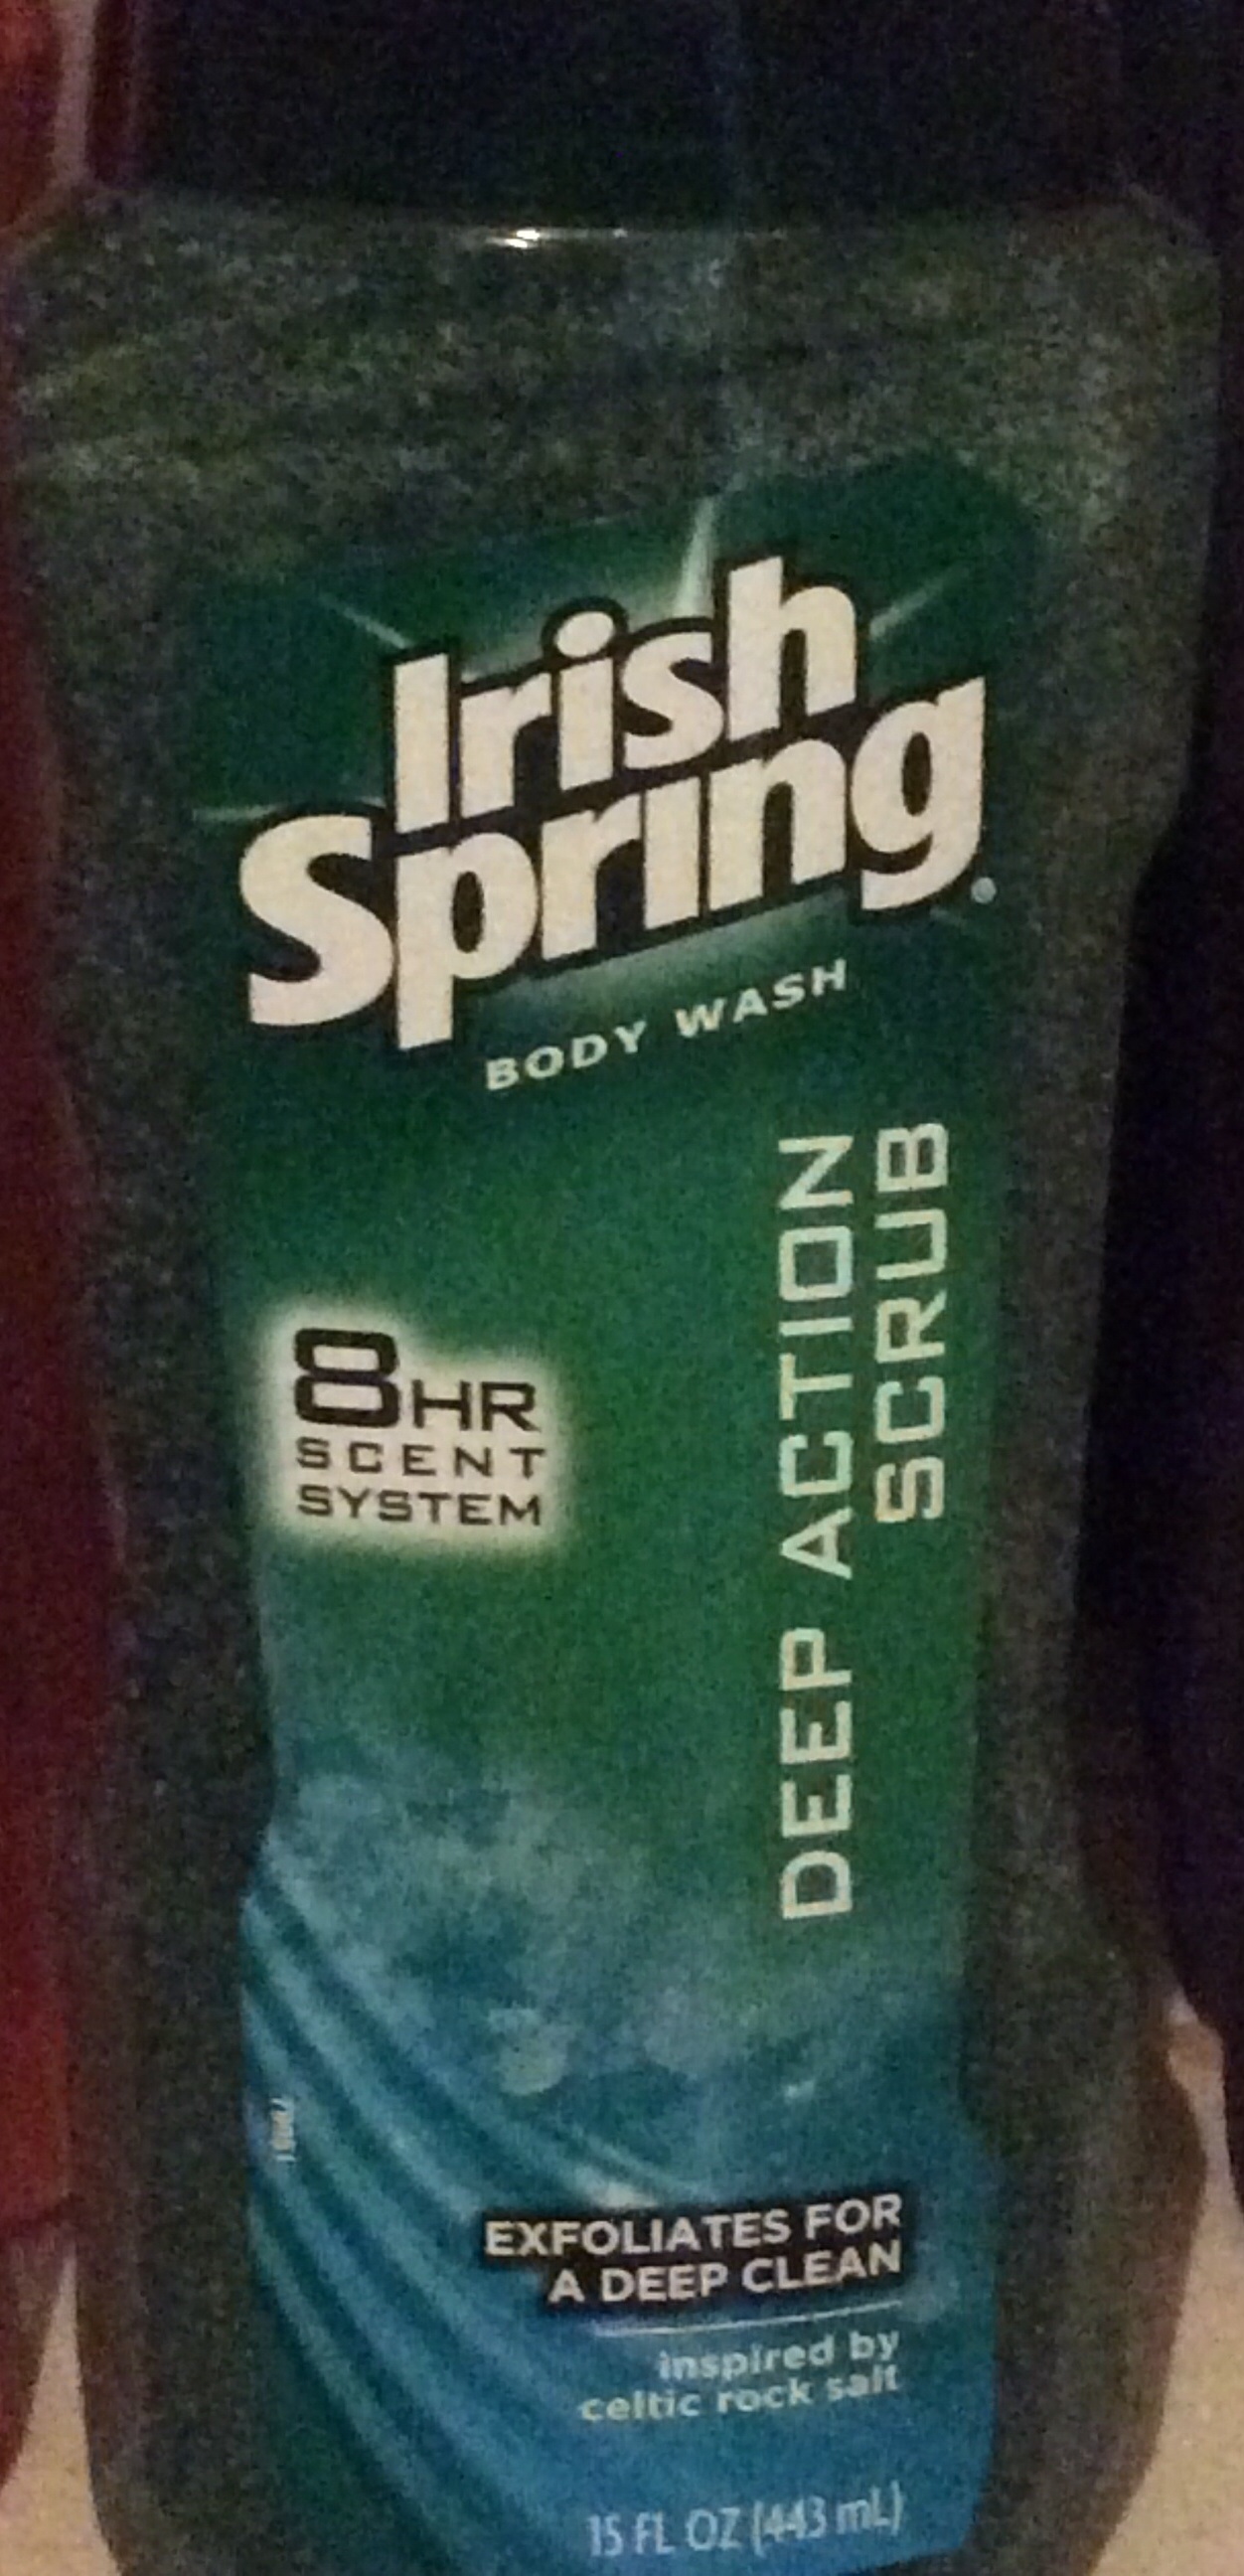 Irish
Spring
BODY WASH
DEEP ACTION
SCRUB
8HR
SCENT
SYSTEM
EXFOLIATES FOR
A DEEP CLEAN
inspired by
celtic rock salt
15 FL OZ (443 mL)